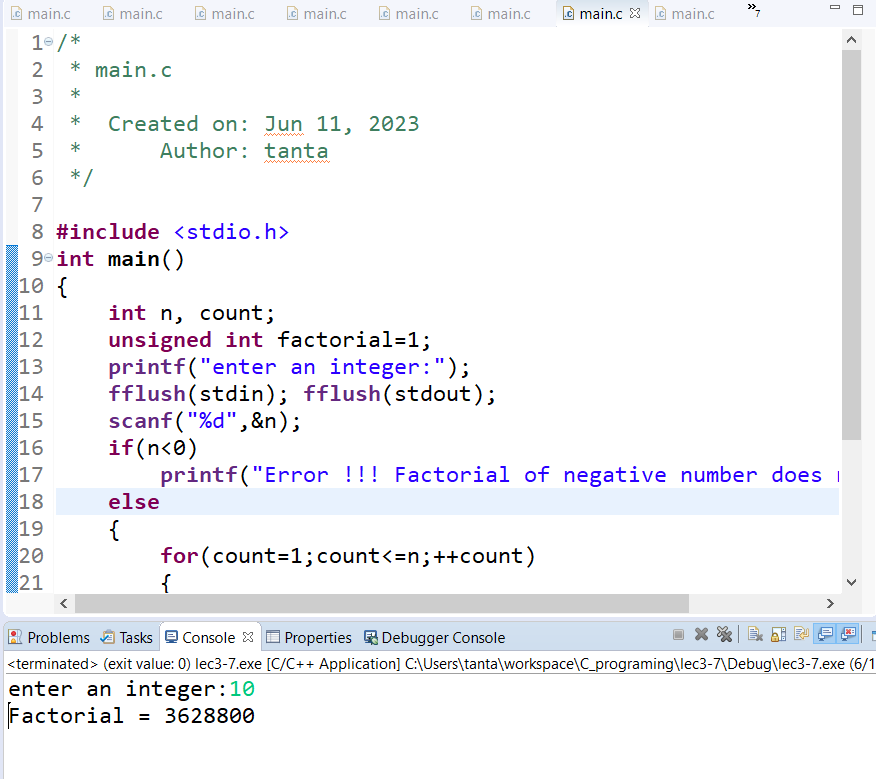 main.c main.c main.c main.c main.c main.c main.c main.c »7
1 /*
2 * main.c
3 *
4 * Created on: Jun 11, 2023
5 * Author: tanta
6 */
7
8 #include <stdio.h>
9 int main()
10 {
11 int n, count;
12 unsigned int factorial=1;
13 printf("enter an integer:");
14 fflush(stdin); fflush(stdout);
15 scanf("%d",&n);
16 if(n<0)
17 printf("Error !!! Factorial of negative number does
18 else
19 {
20 for(count=1;count<=n;++count)
21 {
Problems Tasks Console Properties Debugger Console
<terminated> (exit value: 0) lec3-7.exe [C/C++ Application] C:\Users\tanta\workspace\C_programing\lec3-7\Debug\lec3-7.exe (6/1
enter an integer:10
Factorial = 3628800